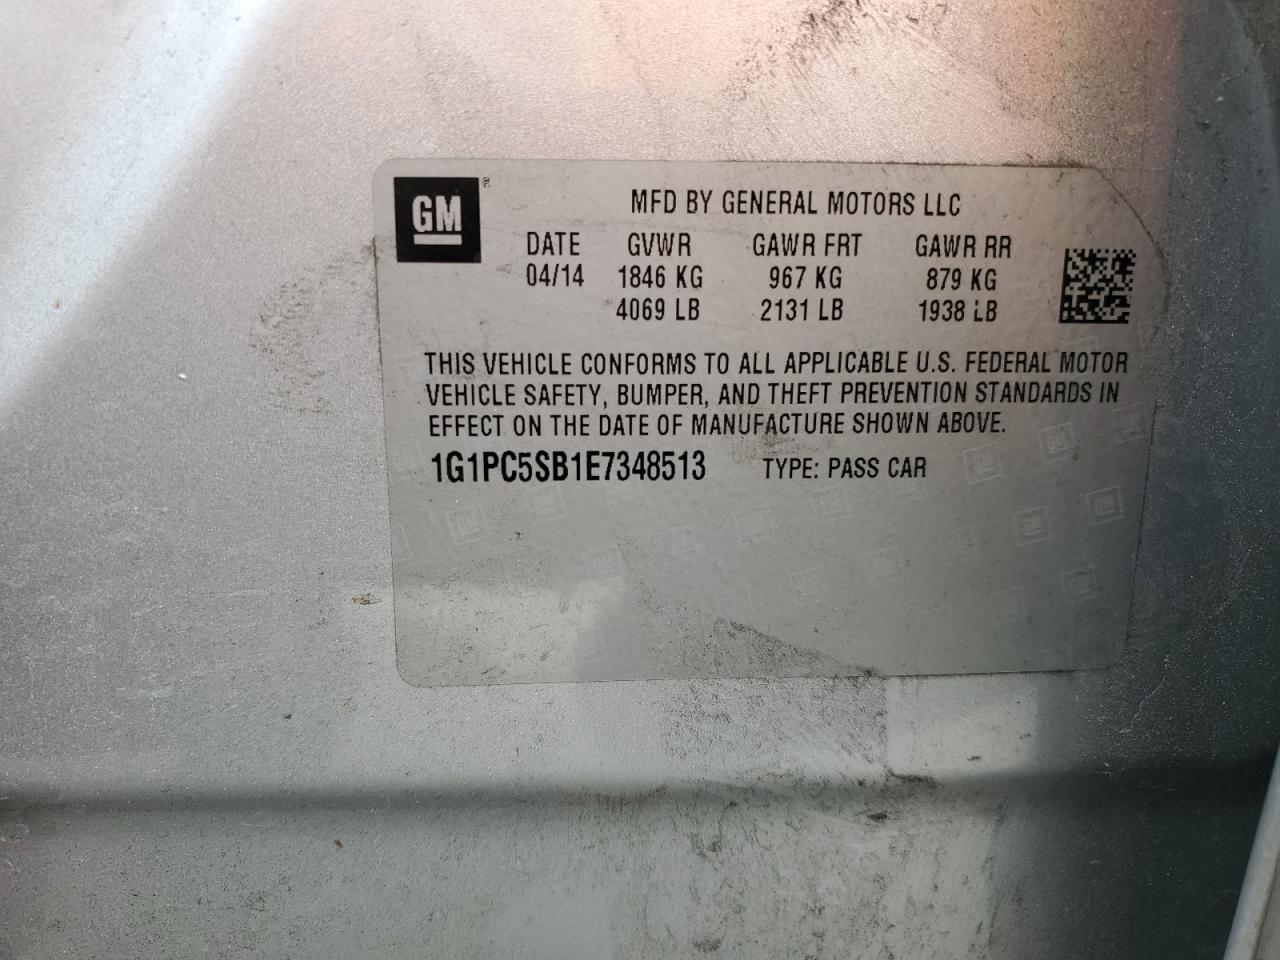 GM
MFD BY GENERAL MOTORS LLC
DATE GVWR GAWR FRT GAWR RR
04/14 1846 KG 967 KG 879 KG
4069 LB 2131 LB 1938 LB
THIS VEHICLE CONFORMS TO ALL APPLICABLE U.S. FEDERAL MOTOR
VEHICLE SAFETY, BUMPER, AND THEFT PREVENTION STANDARDS IN
EFFECT ON THE DATE OF MANUFACTURE SHOWN ABOVE.
1G1PC5SB1E7348513 TYPE: PASS CAR